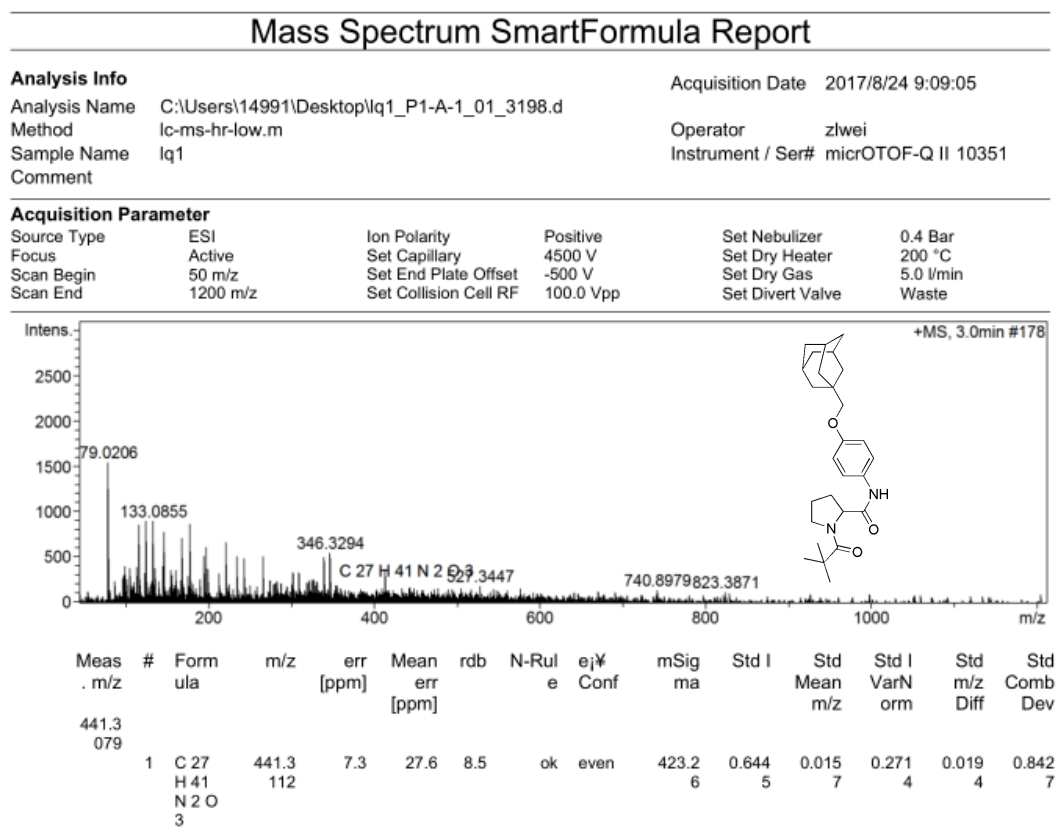 Mass Spectrum SmartFormula Report
Analysis Info
Acquisition Date 2017/8/24 9:09:05
Analysis Name C:\Users\14991\Desktop\lq1_P1-A-1_01_3198.d
Method lc-ms-hr-low.m Operator zlwei
Sample Name lq1 Instrument / Ser# micrOTOF-Q II 10351
Comment
Acquisition Parameter
Source Type ESI Ion Polarity Positive Set Nebulizer 0.4 Bar
Focus Active Set Capillary 4500 V Set Dry Heater 200 °C
Scan Begin 50 m/z Set End Plate Offset -500 V Set Dry Gas 5.0 l/min
Scan End 1200 m/z Set Collision Cell RF 100.0 Vpp Set Divert Valve Waste
Intens. +MS, 3.0min #178
2500
2000
79.0206
1500
133.0855
1000
346.3294
500
C 27 H 41 N 2 O 3
527.3447
740.8979 823.3871
0
200 400 600 800 1000 m/z
O
NH
O
N
O
Meas # Form m/z err Mean rdb N-Rul e¡¥ mSig Std I Std Std I Std Std
. m/z ula [ppm] err e Conf ma Mean VarN m/z Comb
[ppm] m/z orm Diff Dev
441.3
079
1 C 27 441.3 7.3 27.6 8.5 ok even 423.2 0.644 0.015 0.271 0.019 0.842
H 41 112 6 5 7 4 4 7
N 2 O
3